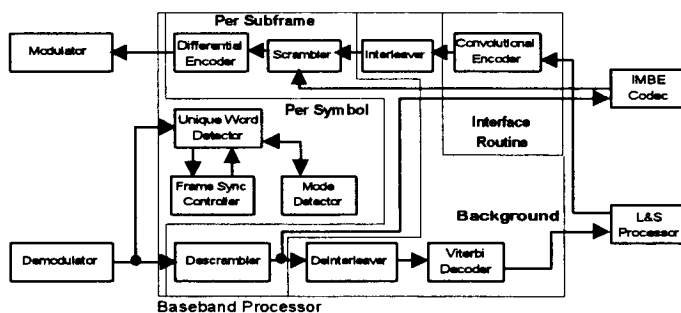 Per Subframe
Modulator
Differential
Encoder
Scrambler
Interleaver
Convolutional
Encoder
IMBE
Codec
Per Symbol
Unique Word
Detector
Interface
Routine
Frame Sync
Controller
Mode
Detector
Background
L&S
Processor
Demodulator
Descrambler
DeInterleaver
Viterbi
Decoder
Baseband Processor